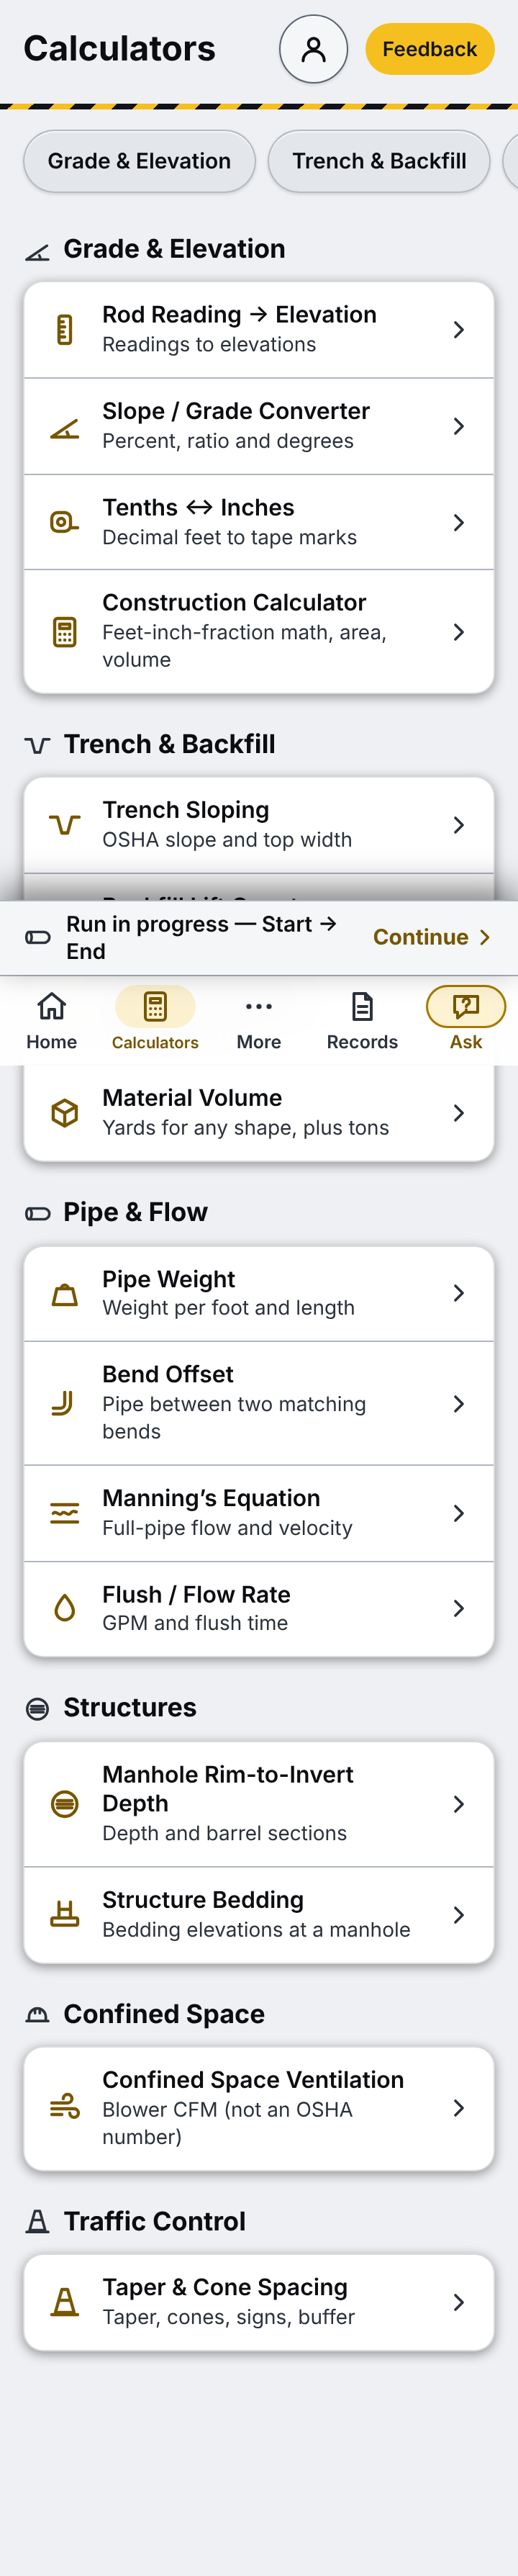 Calculators
Feedback
Grade & Elevation
Trench & Backfill
Grade & Elevation
Rod Reading → Elevation
Readings to elevations
Slope / Grade Converter
Percent, ratio and degrees
Tenths ↔ Inches
Decimal feet to tape marks
Construction Calculator
Feet-inch-fraction math, area,
volume
Trench & Backfill
Trench Sloping
OSHA slope and top width
Run in progress — Start →
End
Continue
Home
Calculators
More
Records
Ask
Material Volume
Yards for any shape, plus tons
Pipe & Flow
Pipe Weight
Weight per foot and length
Bend Offset
Pipe between two matching
bends
Manning’s Equation
Full-pipe flow and velocity
Flush / Flow Rate
GPM and flush time
Structures
Manhole Rim-to-Invert
Depth
Depth and barrel sections
Structure Bedding
Bedding elevations at a manhole
Confined Space
Confined Space Ventilation
Blower CFM (not an OSHA
number)
Traffic Control
Taper & Cone Spacing
Taper, cones, signs, buffer